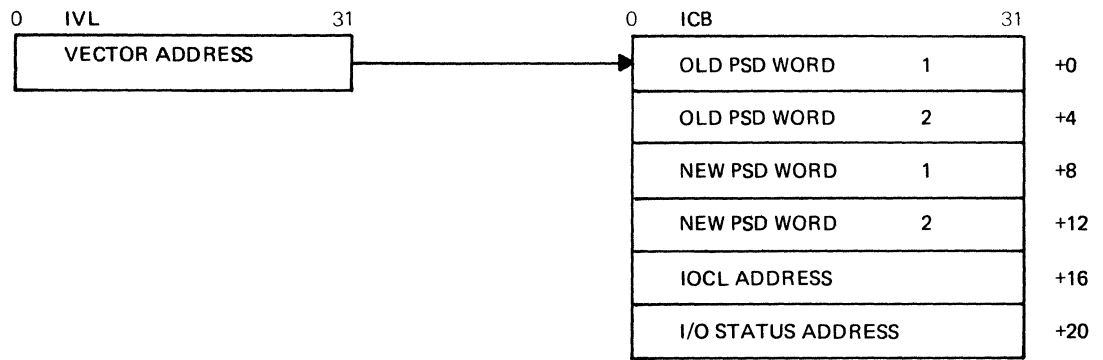 0 IVL 31 0 ICB 31
VECTOR ADDRESS
OLD PSD WORD 1 +0
OLD PSD WORD 2 +4
NEW PSD WORD 1 +8
NEW PSD WORD 2 +12
IOCL ADDRESS +16
I/O STATUS ADDRESS +20